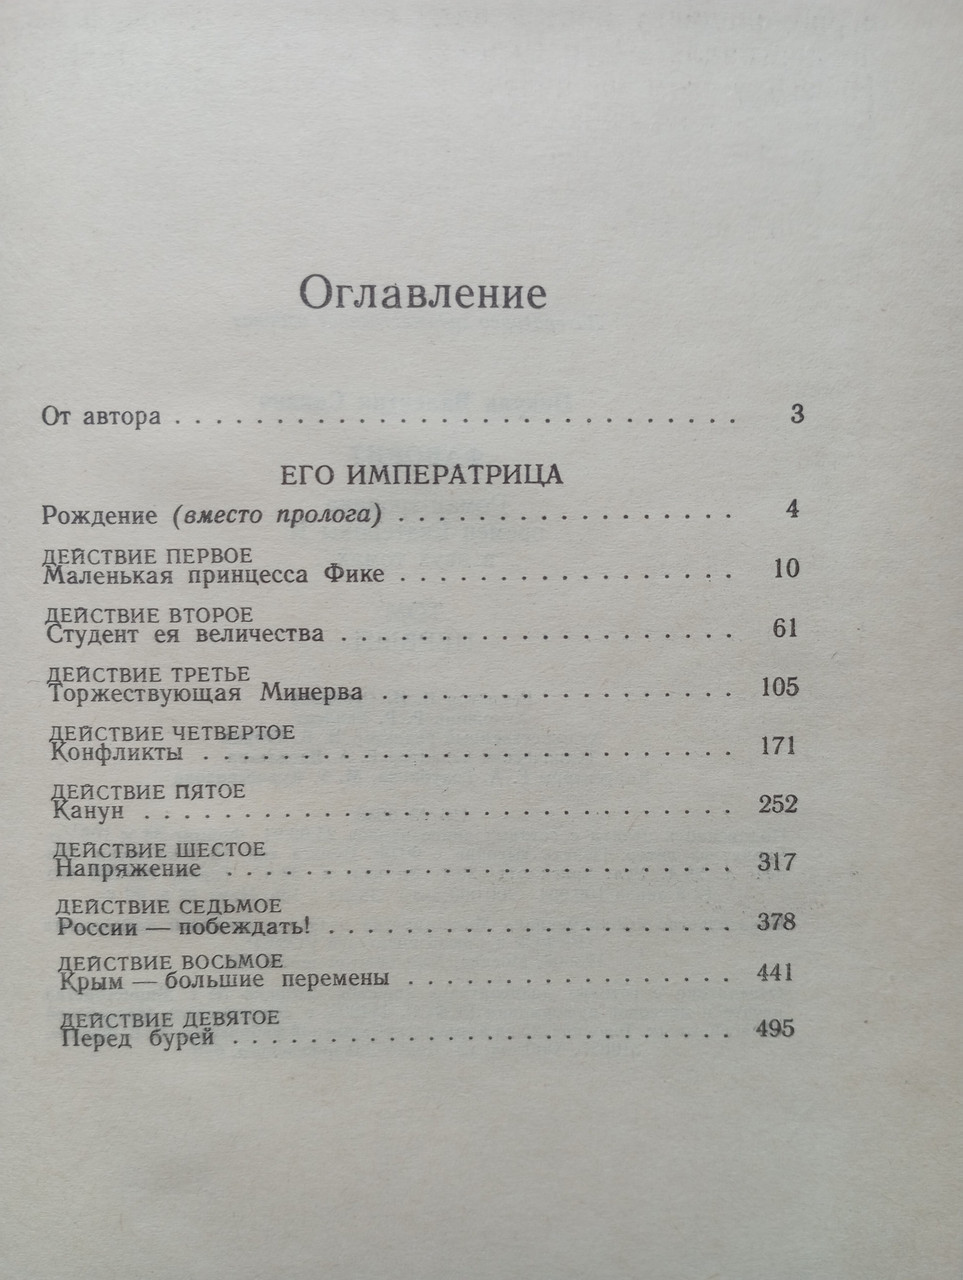 Оглавление
От автора . . . . . . . . . . . . . . . . . . . . . . . . . . . . 3
ЕГО ИМПЕРАТРИЦА
Рождение (вместо пролога) . . . . . . . . . . . . . . . . . 4
ДЕЙСТВИЕ ПЕРВОЕ
Маленькая принцесса Фике . . . . . . . . . . . . . . . . . 10
ДЕЙСТВИЕ ВТОРОЕ
Студент ея величества . . . . . . . . . . . . . . . . . . . . 61
ДЕЙСТВИЕ ТРЕТЬЕ
Торжествующая Минерва . . . . . . . . . . . . . . . . . . 105
ДЕЙСТВИЕ ЧЕТВЕРТОЕ
Конфликты . . . . . . . . . . . . . . . . . . . . . . . . . . . 171
ДЕЙСТВИЕ ПЯТОЕ
Канун . . . . . . . . . . . . . . . . . . . . . . . . . . . . . . 252
ДЕЙСТВИЕ ШЕСТОЕ
Напряжение . . . . . . . . . . . . . . . . . . . . . . . . . . 317
ДЕЙСТВИЕ СЕДЬМОЕ
России — побеждать! . . . . . . . . . . . . . . . . . . . . . 378
ДЕЙСТВИЕ ВОСЬМОЕ
Крым — большие перемены . . . . . . . . . . . . . . . . . 441
ДЕЙСТВИЕ ДЕВЯТОЕ
Перед бурей . . . . . . . . . . . . . . . . . . . . . . . . . . 495